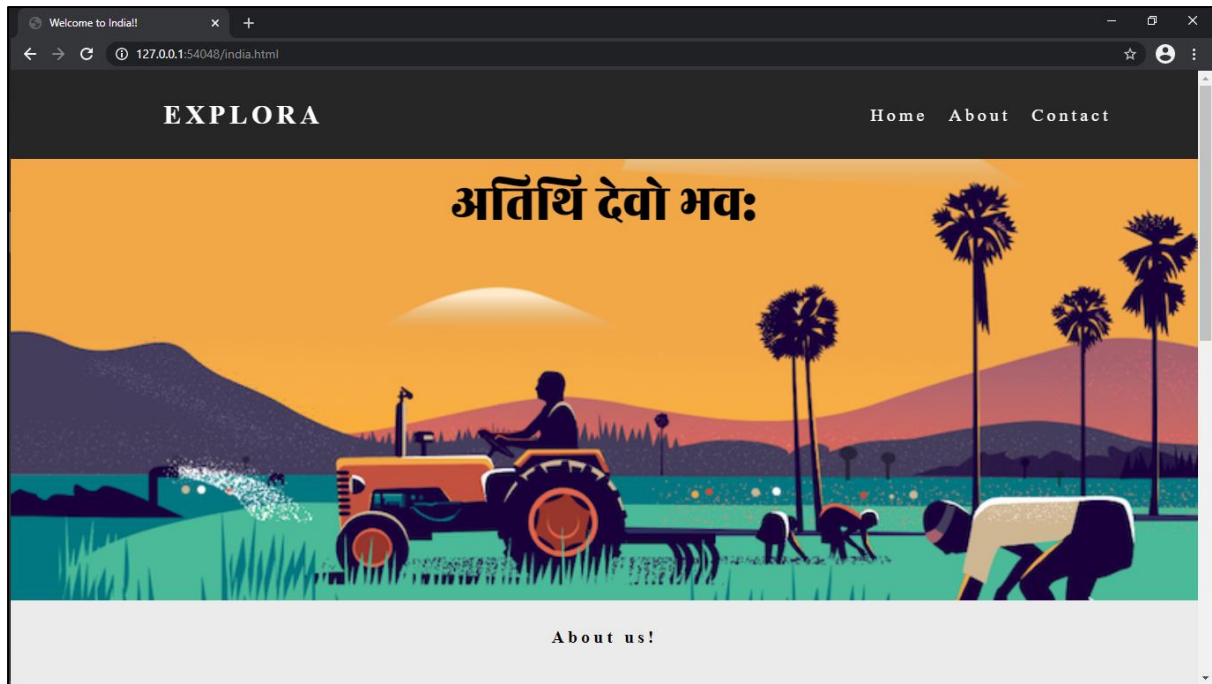 Welcome to India!!
127.0.0.1:54048/india.html
EXPLORA
Home About Contact
अतिथि देवो भव:
About us!